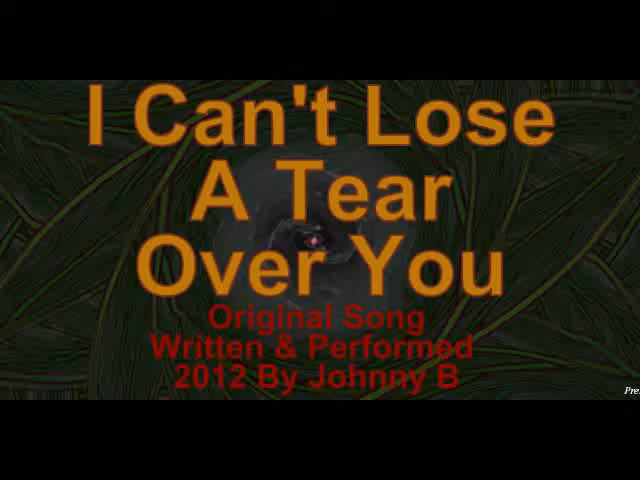 I Can't Lose
A Tear
Over You
Original Song
Written & Performed
2012 By Johnny B